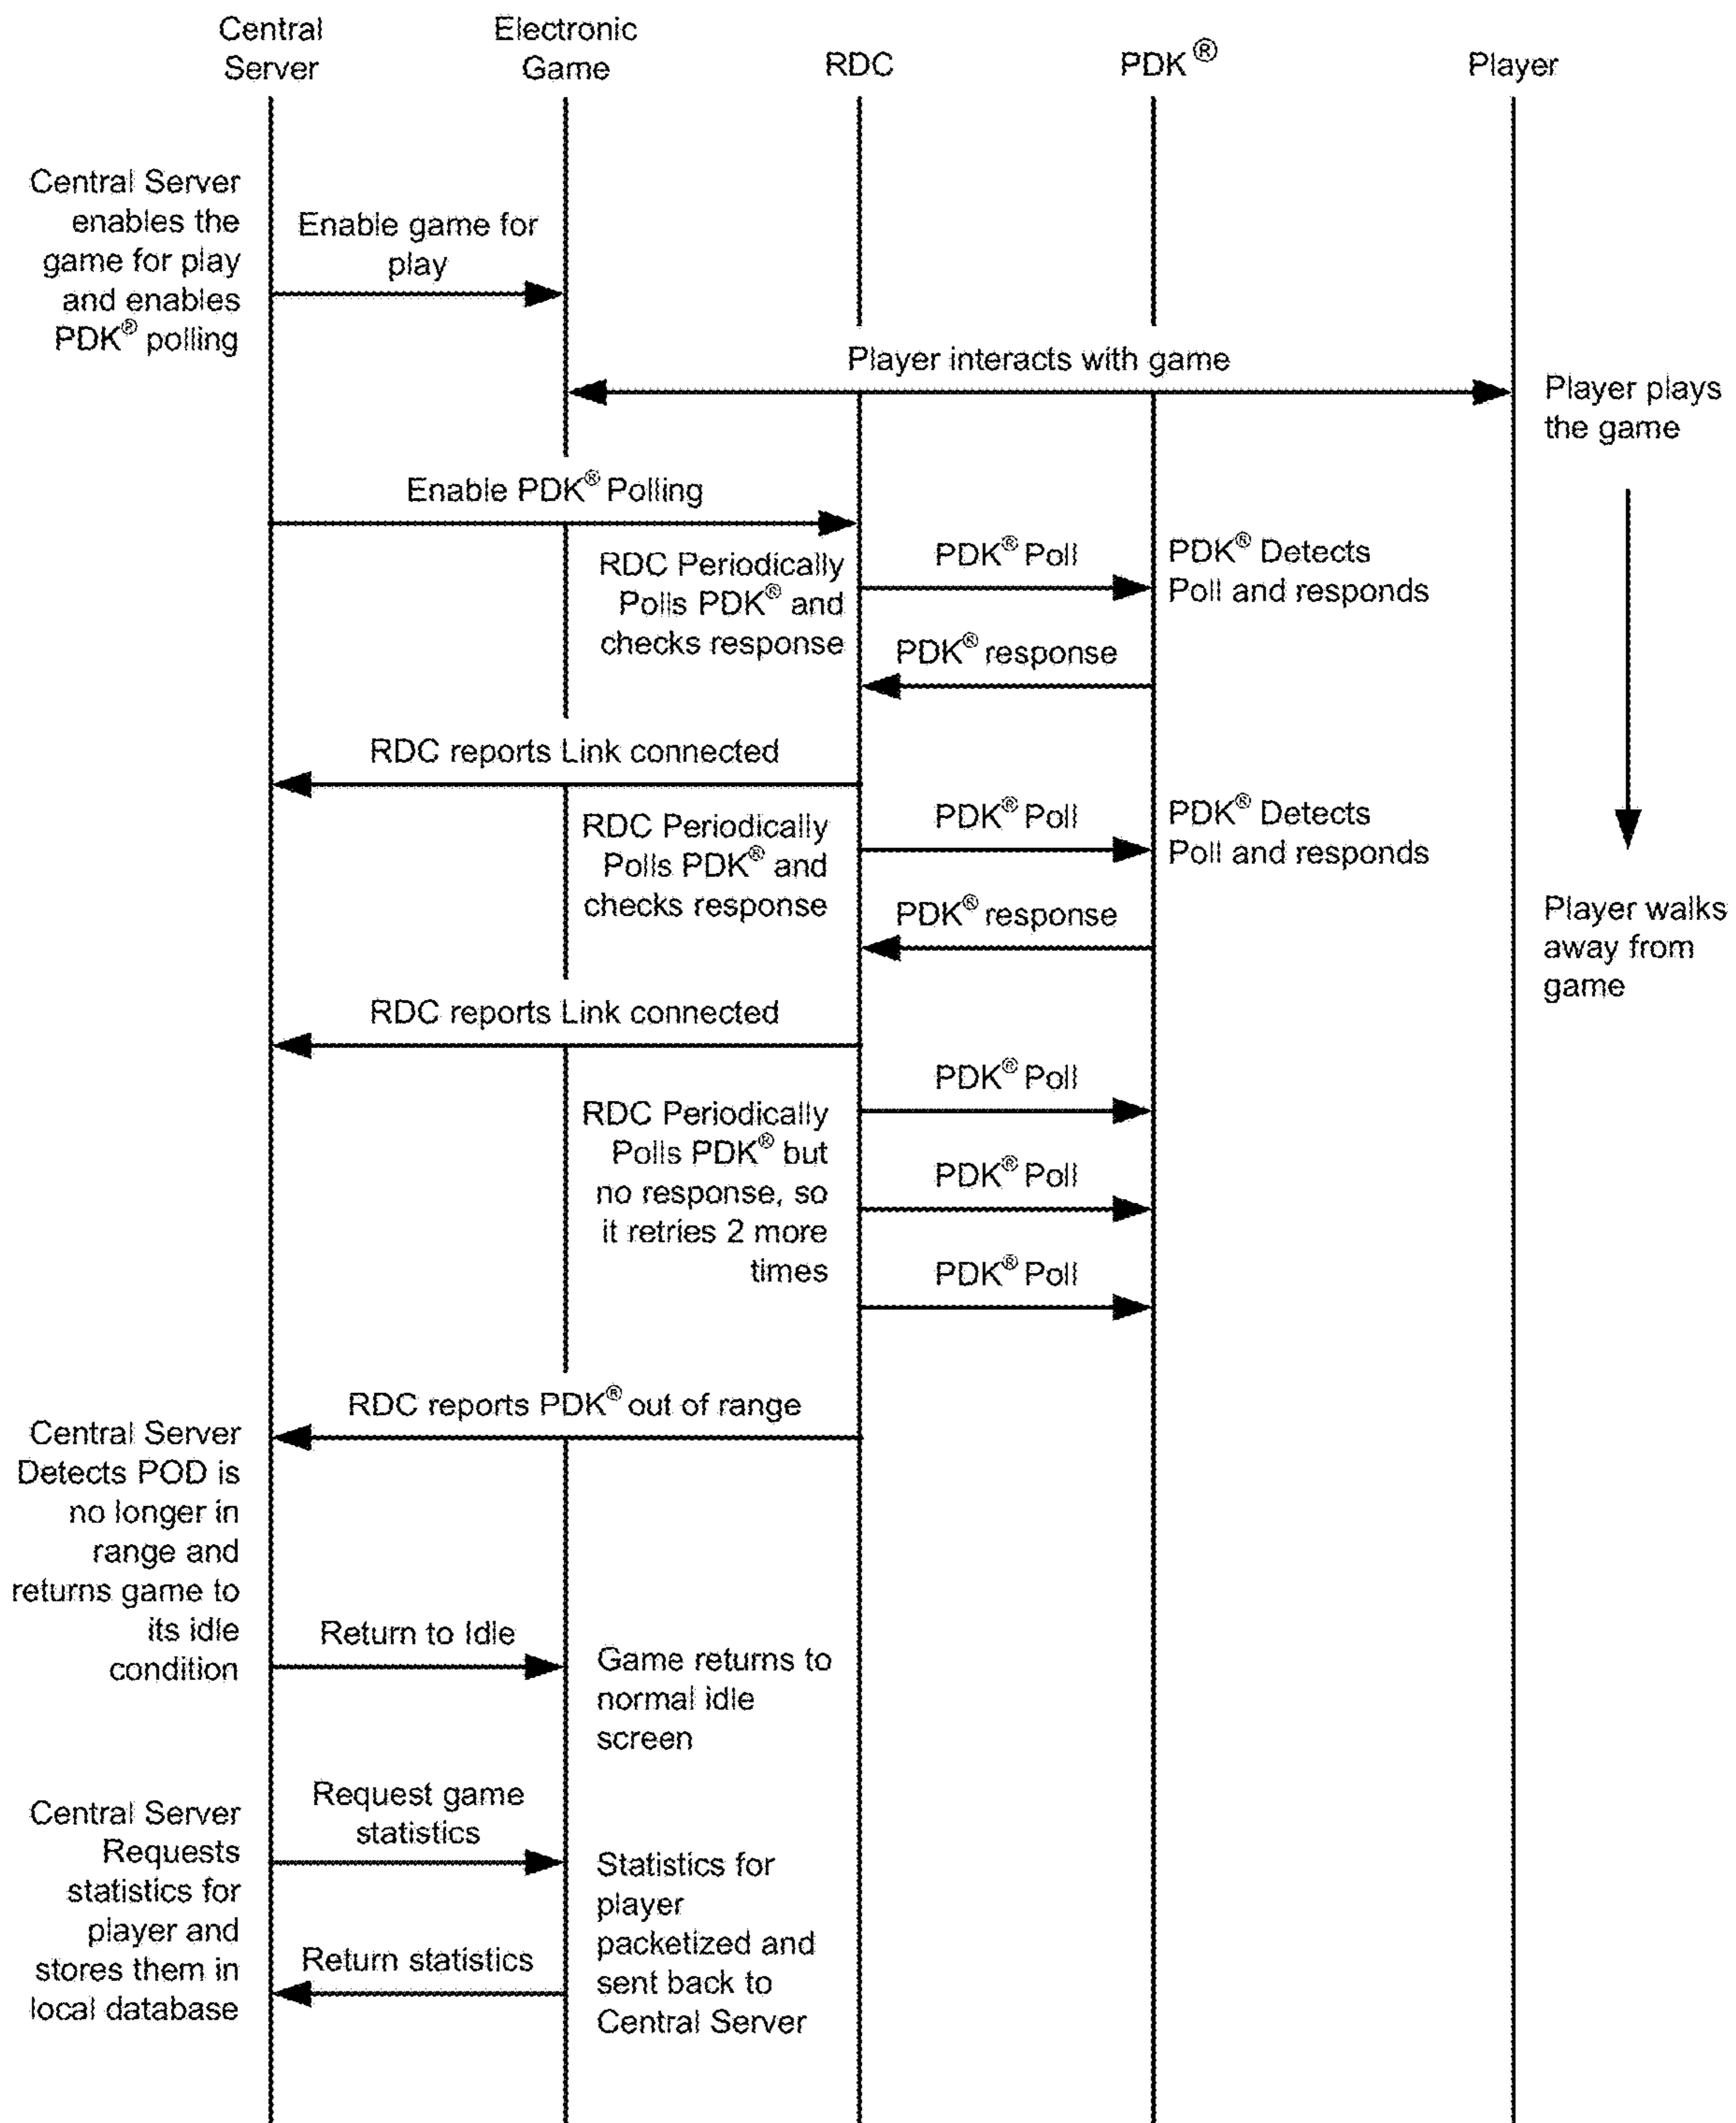 Central
Server
Electronic
Game
RDC
PDK®
Player
Central Server
enables the
game for play
and enables
PDK® polling
Enable game for
play
Player interacts with game
Player plays
the game
Enable PDK® Polling
RDC Periodically
Polls PDK® and
checks response
PDK® Poll
PDK® Detects
Poll and responds
PDK® response
RDC reports Link connected
RDC Periodically
Polls PDK® and
checks response
PDK® Poll
PDK® Detects
Poll and responds
PDK® response
Player walks
away from
game
RDC reports Link connected
RDC Periodically
Polls PDK® but
no response, so
it retries 2 more
times
PDK® Poll
PDK® Poll
PDK® Poll
RDC reports PDK® out of range
Central Server
Detects POD is
no longer in
range and
returns game to
its idle
condition
Return to Idle
Game returns to
normal idle
screen
Central Server
Requests
statistics for
player and
stores them in
local database
Request game
statistics
Statistics for
player
packetized and
sent back to
Central Server
Return statistics